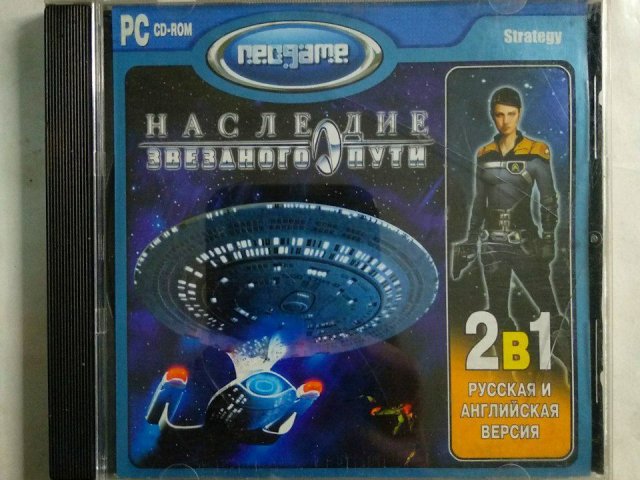 PC CD-ROM
neogame
Strategy
НАСЛЕДИЕ
ЗВЕЗДНОГО ПУТИ
2в1
РУССКАЯ И
АНГЛИЙСКАЯ
ВЕРСИЯ